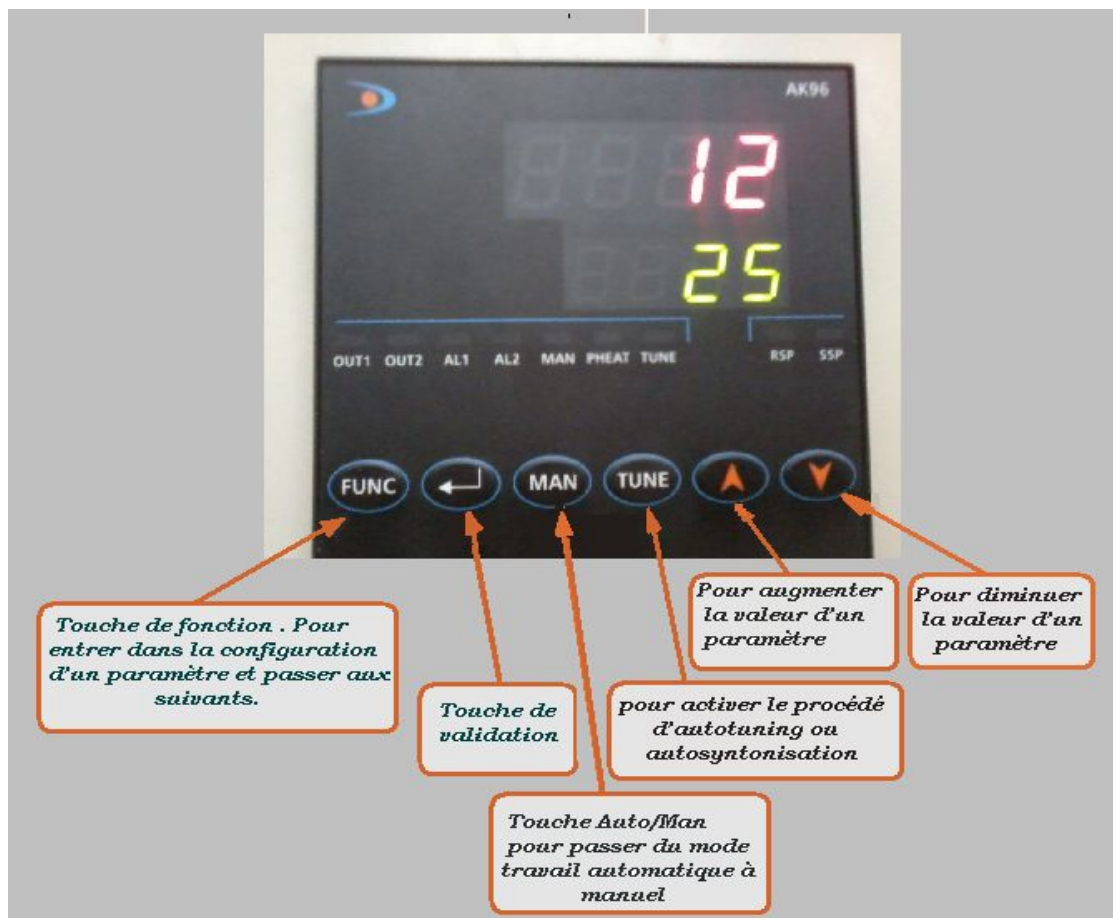 AK96
12
25
OUT1 OUT2 AL1 AL2 MAN PHEAT TUNE RSP SSP
FUNC MAN TUNE
Touche de fonction . Pour
entrer dans la configuration
d'un paramètre et passer aux
suivants.
Touche de
validation
Touche Auto/Man
pour passer du mode
travail automatique à
manuel
pour activer le procédé
d'autotuning ou
autosyntonisation
Pour augmenter
la valeur d'un
paramètre
Pour diminuer
la valeur d'un
paramètre